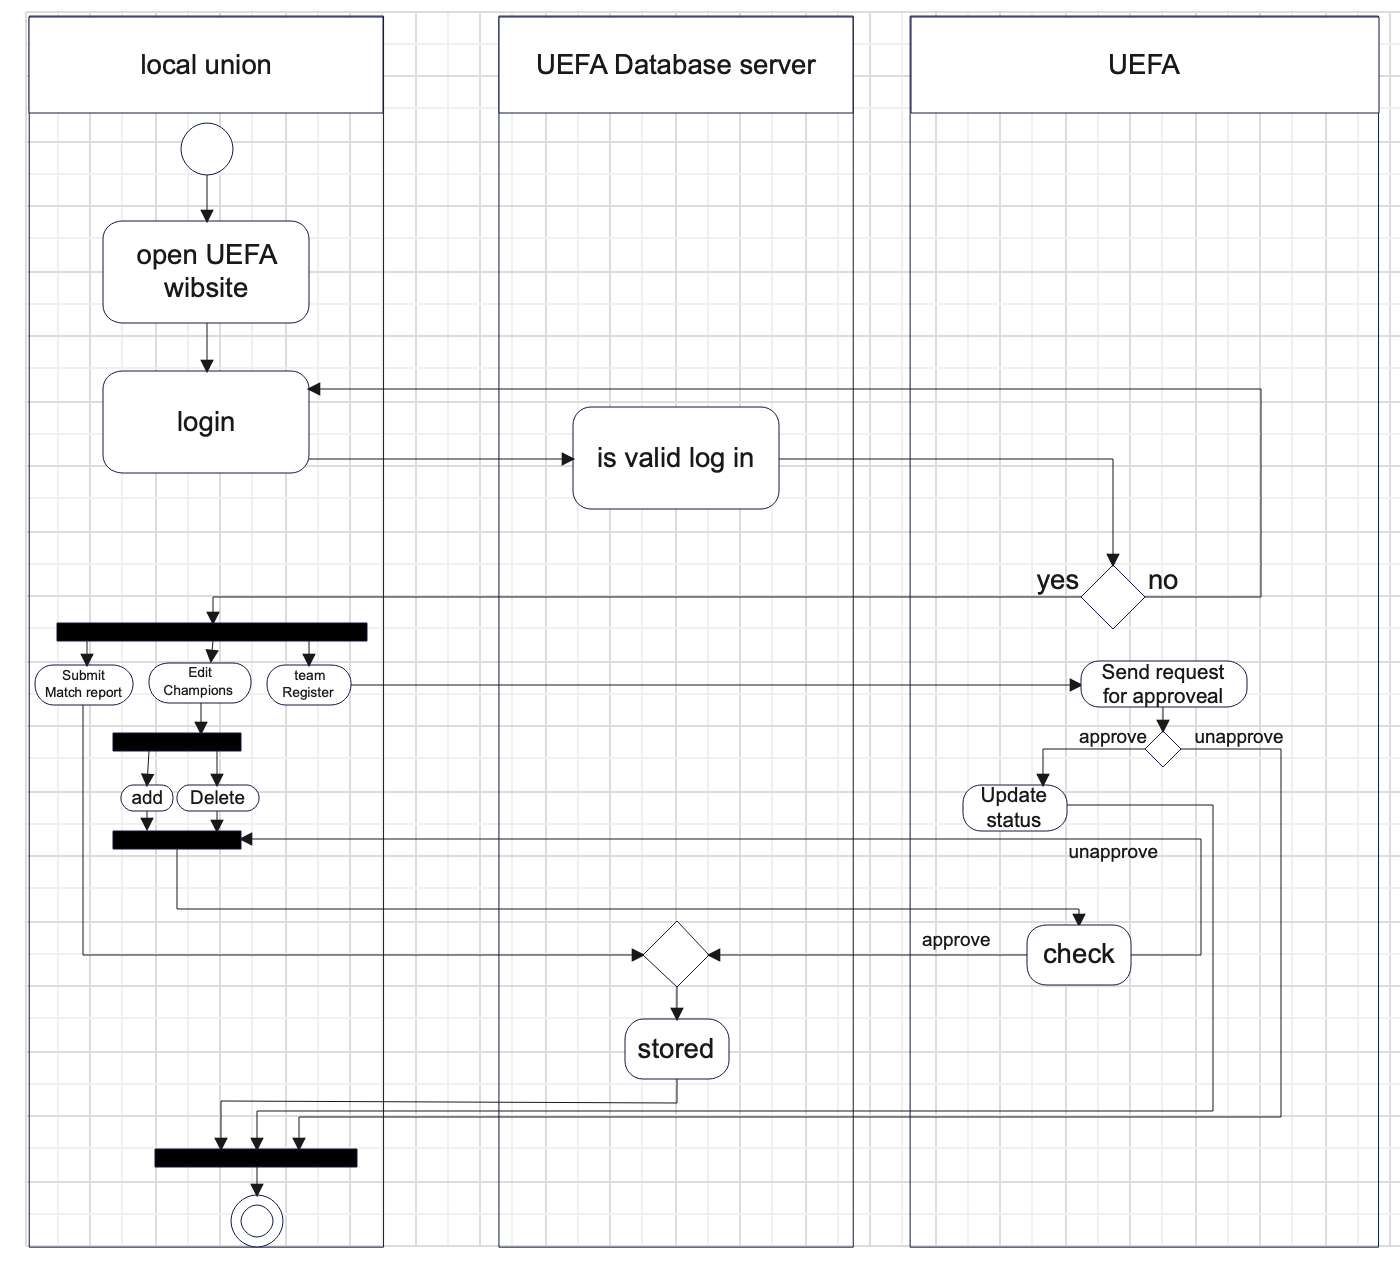 local union
UEFA Database server
UEFA
open UEFA
wibsite
login
is valid log in
yes
no
Submit
Match report
Edit
Champions
team
Register
Send request
for approveal
approve
unapprove
add
Delete
Update
status
unapprove
approve
check
stored